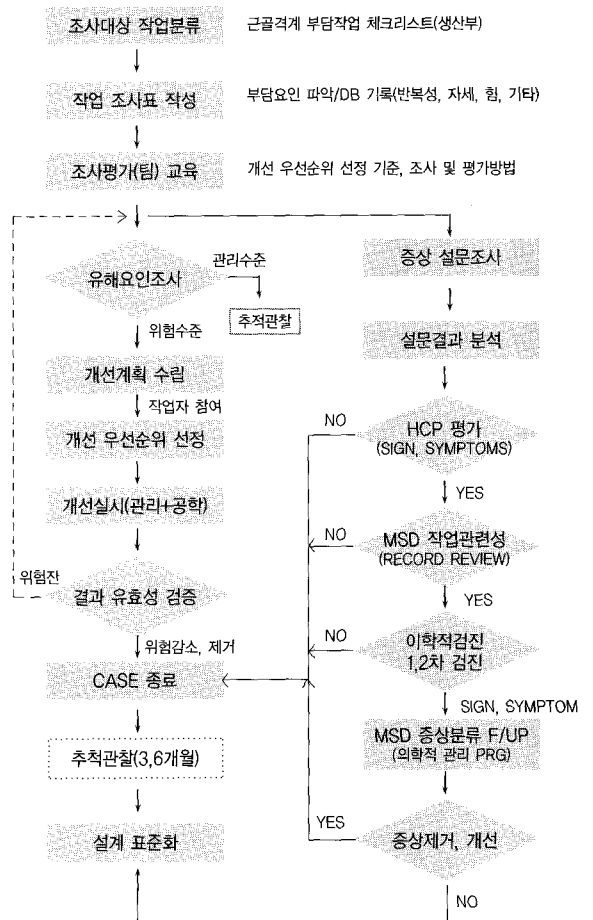 조사대상 작업분류
근골격계 부담작업 체크리스트(생산부)
작업 조사표 작성
부담요인 파악/DB 기록(반복성, 자세, 힘, 기타)
조사평가(팀) 교육
개선 우선순위 선정 기준, 조사 및 평가방법
유해요인조사
관리수준
추적관찰
위험수준
개선계획 수립
작업자 참여
개선 우선순위 선정
개선실시(관리+공학)
위험잔
결과 유효성 검증
위험감소, 제거
CASE 종료
추척관찰(3,6개월)
설계 표준화
증상 설문조사
설문결과 분석
NO
HCP 평가
(SIGN, SYMPTOMS)
YES
NO
MSD 작업관련성
(RECORD REVIEW)
YES
NO
이학적검진
1,2차 검진
SIGN, SYMPTOM
MSD 증상분류 F/UP
(의학적 관리 PRG)
YES
증상제거, 개선
NO